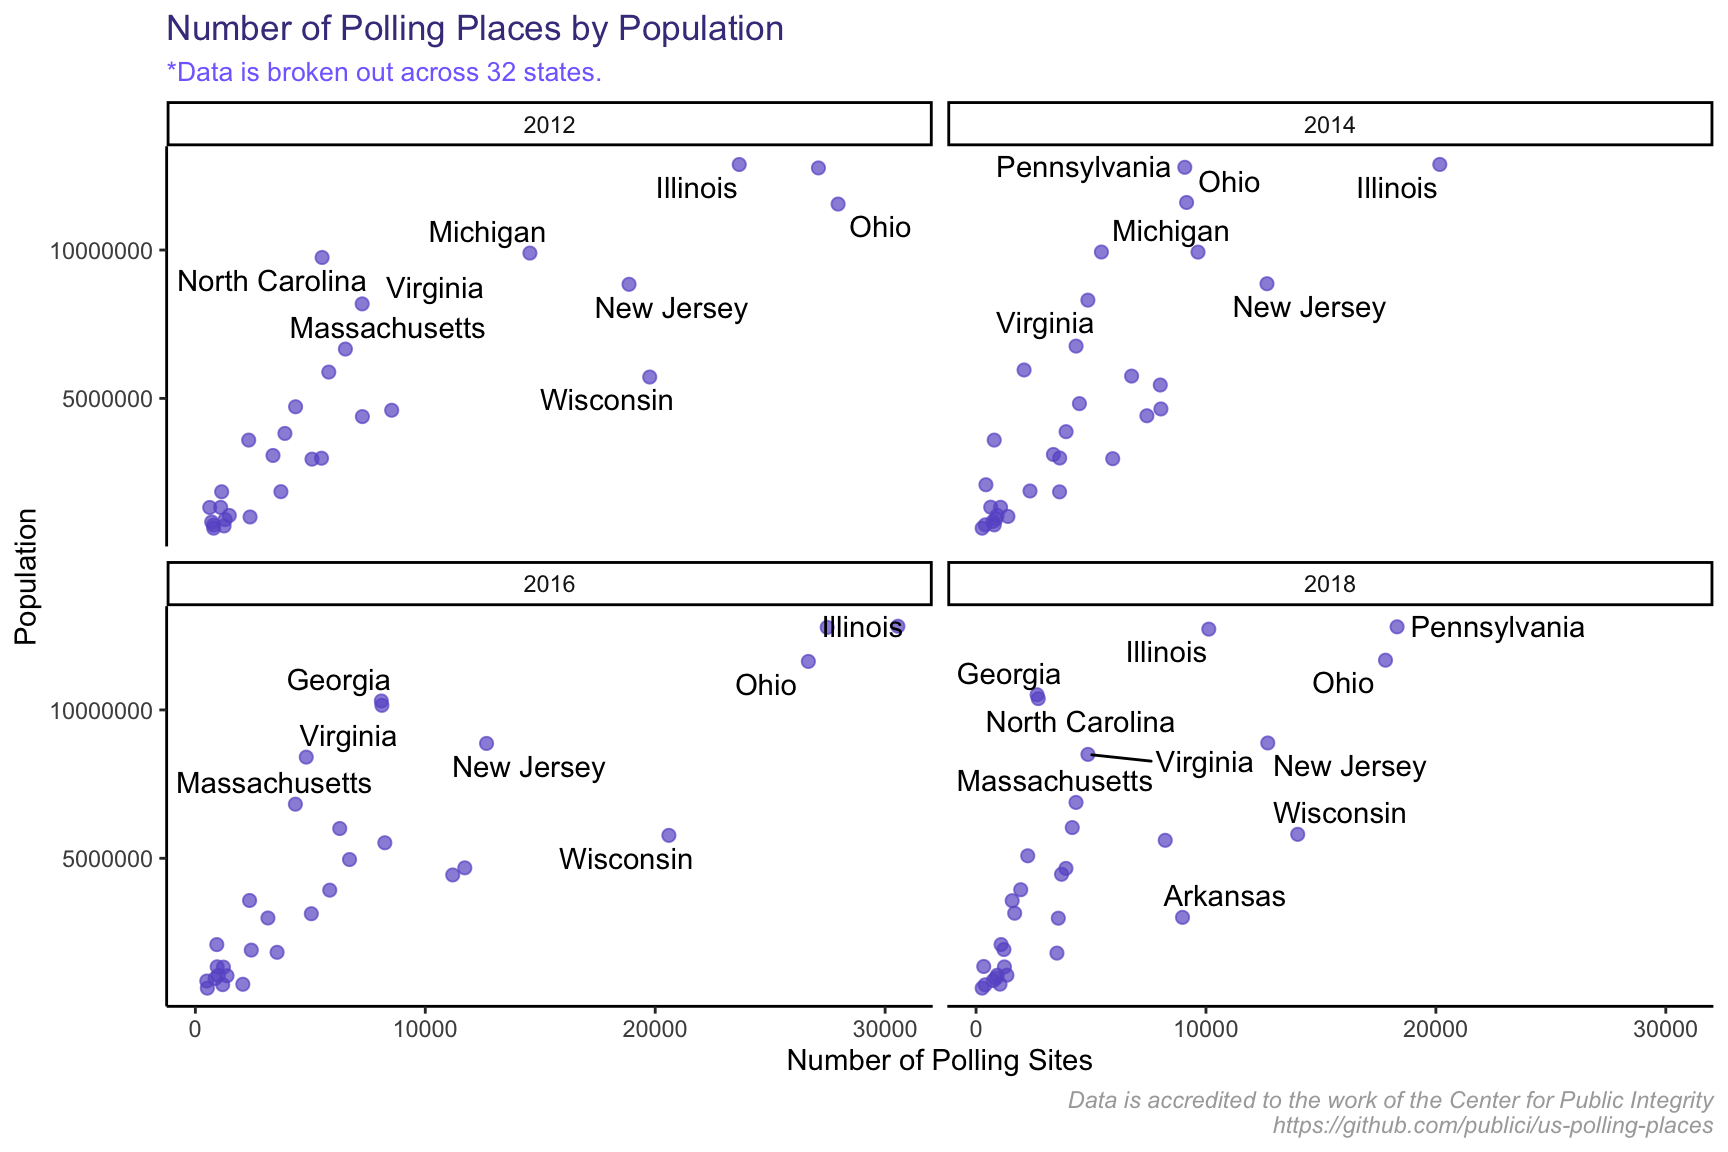 Number of Polling Places by Population
*Data is broken out across 32 states.
2012
Illinois
Ohio
Michigan
North Carolina
Virginia
New Jersey
Massachusetts
Wisconsin
2014
Pennsylvania
Ohio
Illinois
Michigan
New Jersey
Virginia
10000000
5000000
Population
2016
Illinois
Georgia
Ohio
Virginia
New Jersey
Massachusetts
Wisconsin
2018
Pennsylvania
Illinois
Georgia
Ohio
North Carolina
Virginia
New Jersey
Massachusetts
Wisconsin
Arkansas
10000000
5000000
0 10000 20000 30000
0 10000 20000 30000
Number of Polling Sites
Data is accredited to the work of the Center for Public Integrity
https://github.com/publici/us-polling-places